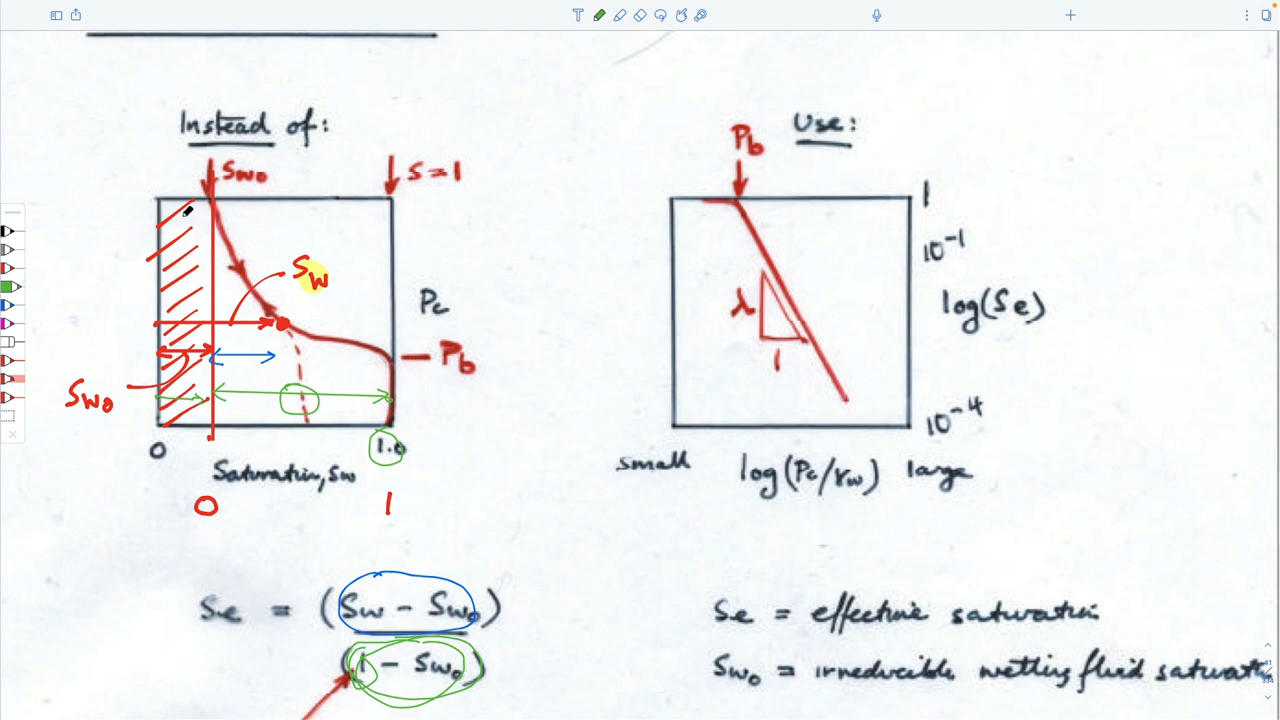 Instead of:
Swo
S = 1
Sw
Pc
Pb
Swo
0
1.0
Saturation, Sw
0
1
Se = (Sw - Swo)
(1 - Swo)
Use:
Pb
1
10-1
λ
1
log(Se)
10-4
small
log(Pc/γw)
large
Se = effective saturation
Swo = irreducible wetting fluid saturati